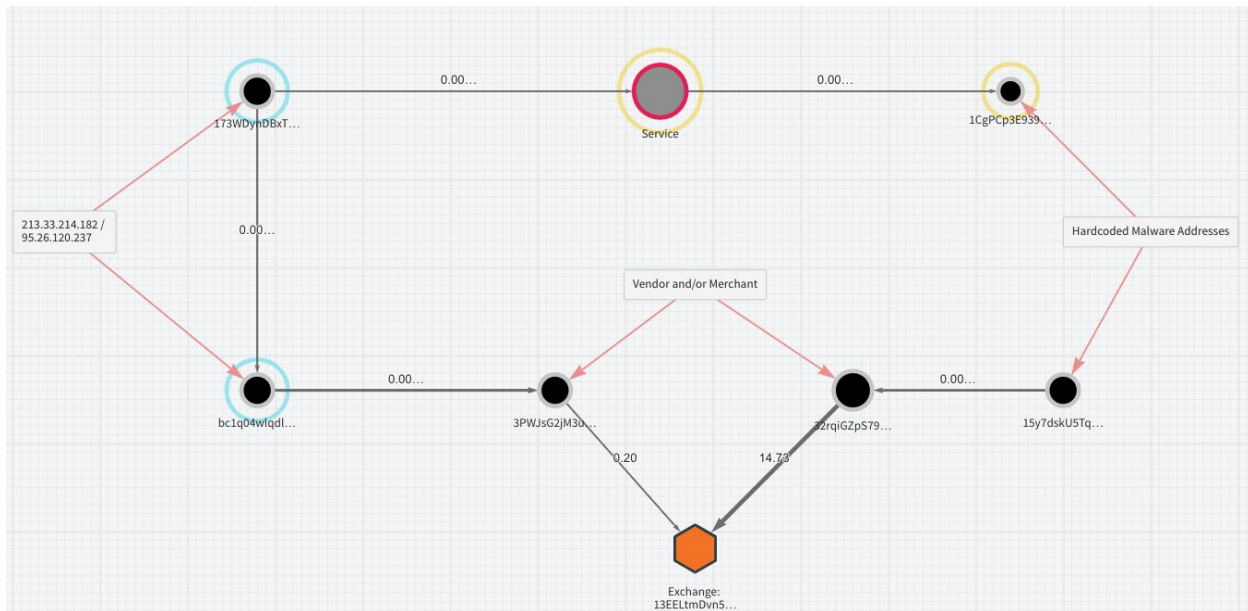 0.00…
0.00…
173WDynDBxT…
Service
1CgPCp3E939…
213.33.214.182 /
95.26.120.237
0.00…
Hardcoded Malware Addresses
Vendor and/or Merchant
0.00…
0.00…
bc1q04wlqdl…
3PWJsG2jM3u…
32rqiGZpS79…
15y7dskU5Tq…
0.20
14.73
Exchange:
13EELtmDvn5…